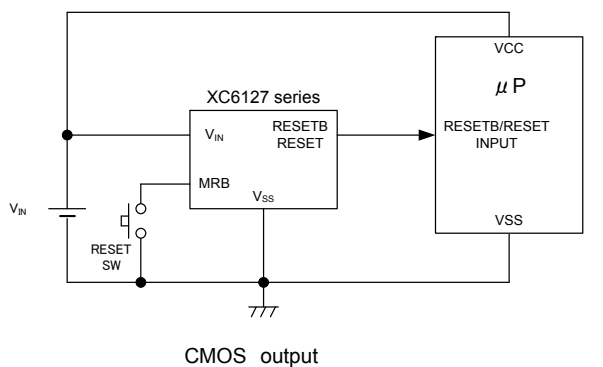 VCC
μP
XC6127 series
VIN
RESETB
RESET
RESETB/RESET
INPUT
MRB
VSS
VIN
RESET
SW
VSS
CMOS output